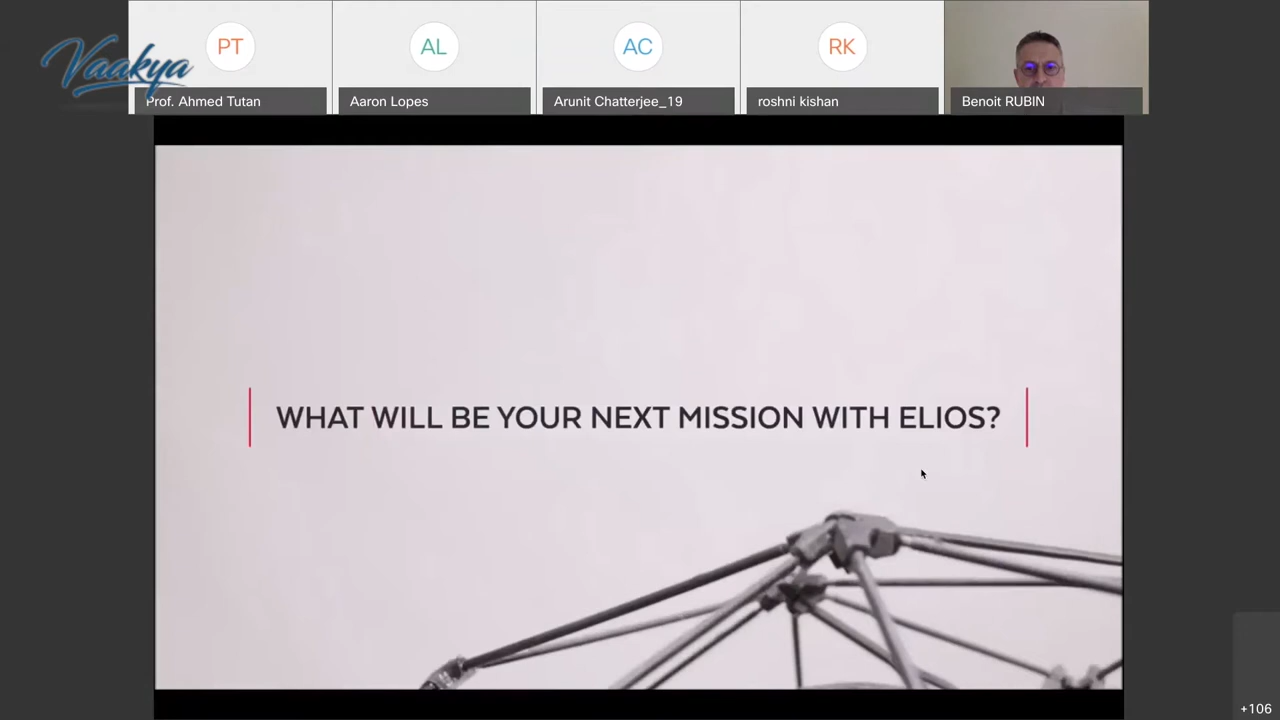 Vaakya
PT
AL
AC
RK
Prof. Ahmed Tutan
Aaron Lopes
Arunit Chatterjee_19
roshni kishan
Benoit RUBIN
WHAT WILL BE YOUR NEXT MISSION WITH ELIOS?
+106